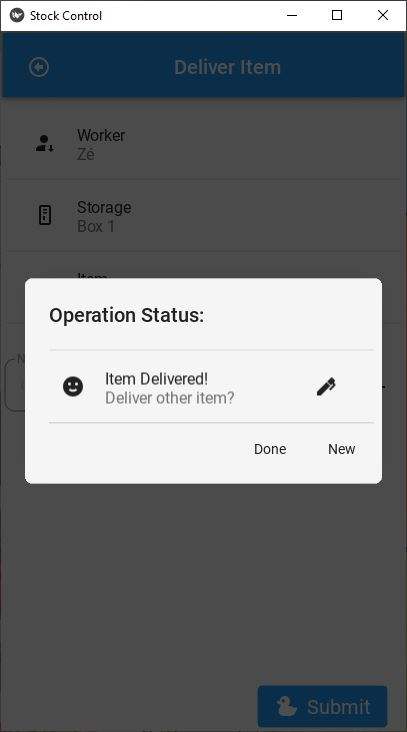 Stock Control
Deliver Item
Worker
Zé
Storage
Box 1
Item
Operation Status:
Item Delivered!
Deliver other item?
Done
New
Submit